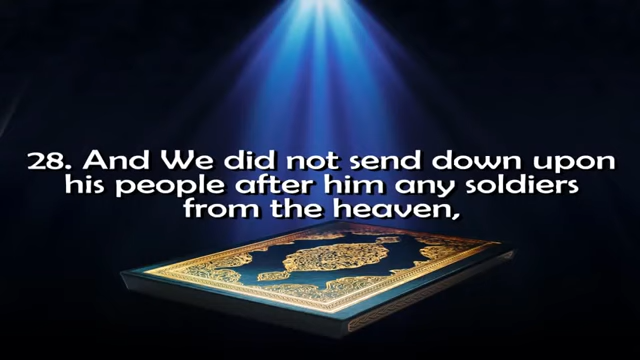 28. And We did not send down upon
his people after him any soldiers
from the heaven,